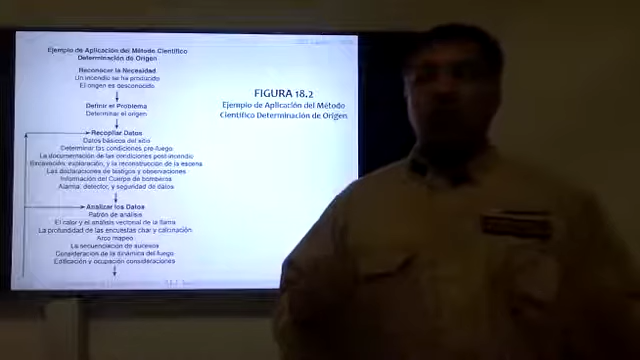 Ejemplo de Aplicación del Método Científico
Determinación de Origen
Reconocer la Necesidad
Un incendio se ha producido
El origen es desconocido
Definir el Problema
Determinar el origen
Recopilar Datos
Datos básicos del sitio
Determinar las condiciones pre-fuego
La documentación de las condiciones post-incendio
Excavación, exploración, y la reconstrucción de la escena
Las declaraciones de testigos y observaciones
Información del Cuerpo de bomberos
Alarma, detector, y seguridad de datos
Analizar los Datos
Patrón de análisis
El calor y el análisis vectorial de la llama
La profundidad de las encuestas char y calcinación
Arco mapeo
La secuenciación de sucesos
Consideración de la dinámica del fuego
Edificación y ocupación consideraciones
FIGURA 18.2
Ejemplo de Aplicación del Método
Científico Determinación de Origen